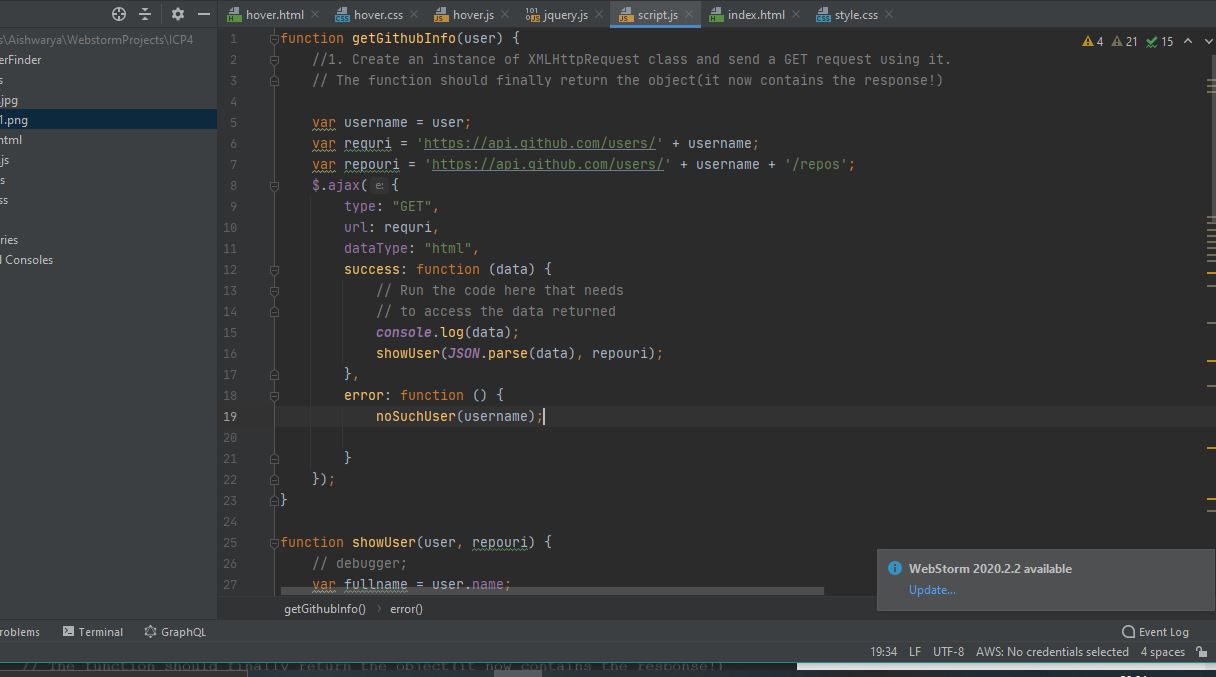 hover.html hover.css hover.js jquery.js script.js index.html style.css
s\Aishwarya\WebstormProjects\ICP4
erFinder
s
.jpg
1.png
html
.js
s
ss
ries
d Consoles
4 21 15
1 function getGithubInfo(user) {
2 //1. Create an instance of XMLHttpRequest class and send a GET request using it.
3 // The function should finally return the object(it now contains the response!)
4
5 var username = user;
6 var requri = 'https://api.github.com/users/' + username;
7 var repouri = 'https://api.github.com/users/' + username + '/repos';
8 $.ajax( e: {
9 type: "GET",
10 url: requri,
11 dataType: "html",
12 success: function (data) {
13 // Run the code here that needs
14 // to access the data returned
15 console.log(data);
16 showUser(JSON.parse(data), repouri);
17 },
18 error: function () {
19 noSuchUser(username);
20
21 }
22 });
23 }
24
25 function showUser(user, repouri) {
26 // debugger;
27 var fullname = user.name;
WebStorm 2020.2.2 available
Update...
getGithubInfo() › error()
roblems Terminal GraphQL Event Log
19:34 LF UTF-8 AWS: No credentials selected 4 spaces
// The function should finally return the object(it now contains the response!)